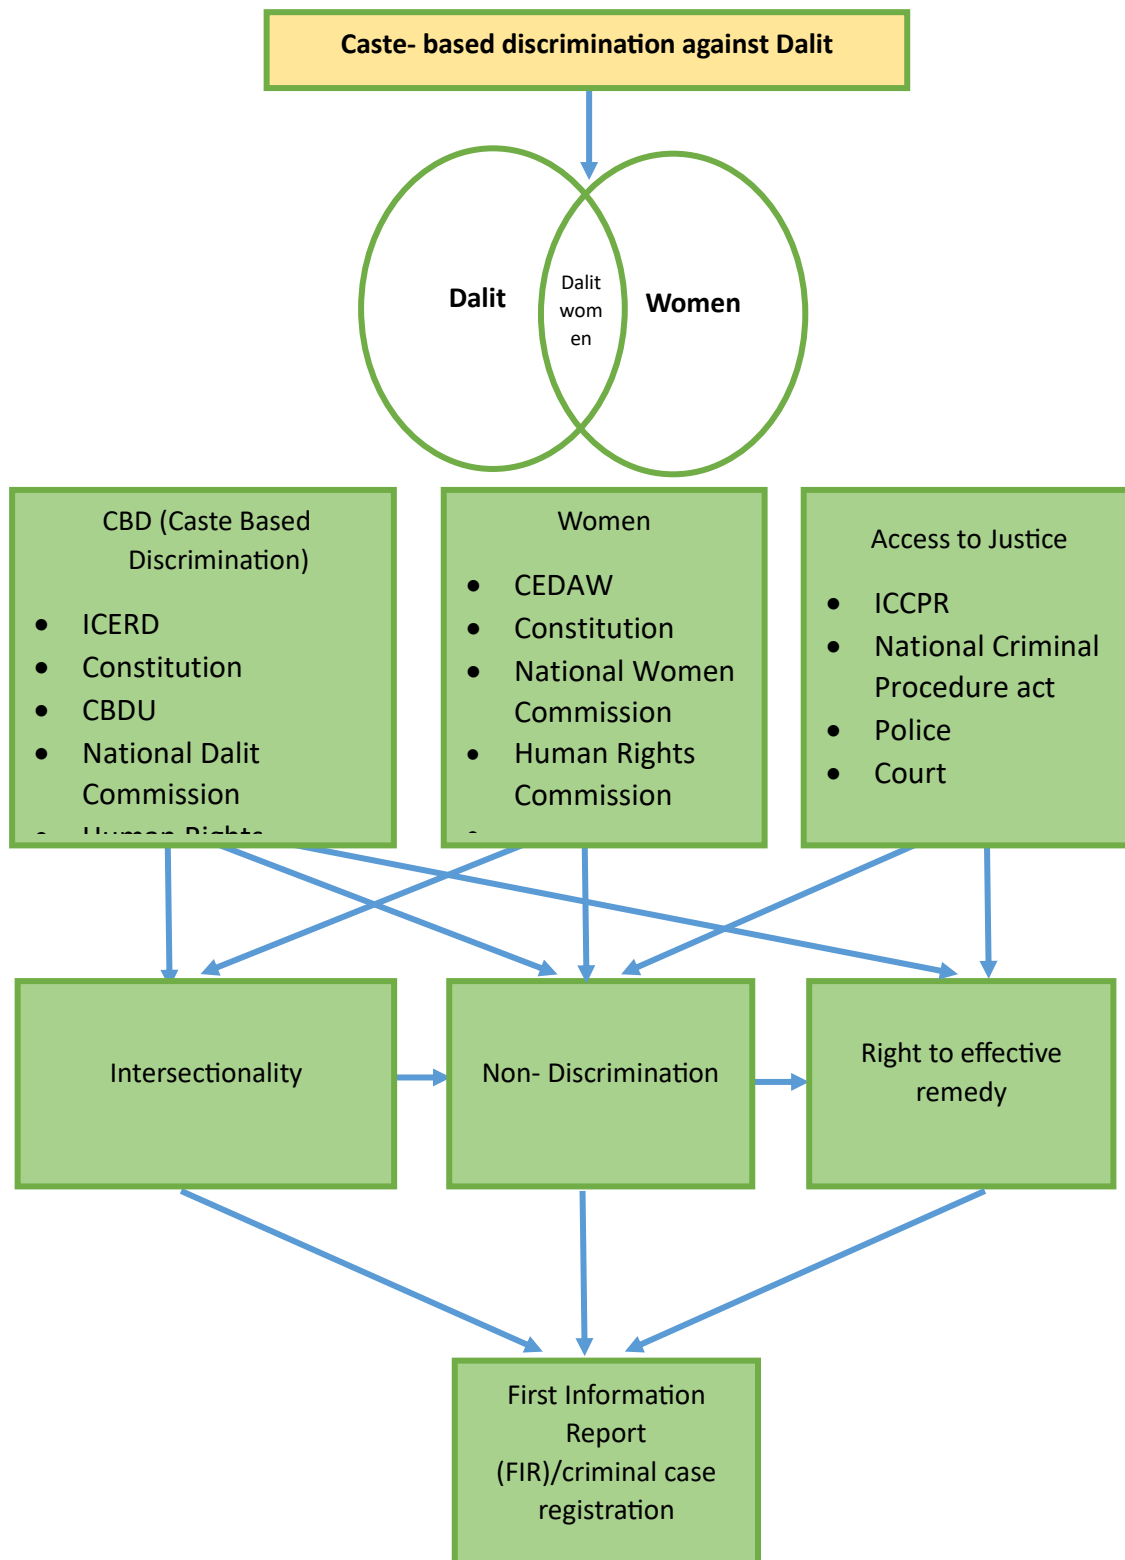 Caste- based discrimination against Dalit
Dalit
Dalit
wom
en
Women
CBD (Caste Based
Discrimination)
• ICERD
• Constitution
• CBDU
• National Dalit
Commission
• Human Rights
Women
• CEDAW
• Constitution
• National Women
Commission
• Human Rights
Commission
•
Access to Justice
• ICCPR
• National Criminal
Procedure act
• Police
• Court
Intersectionality
Non- Discrimination
Right to effective
remedy
First Information
Report
(FIR)/criminal case
registration